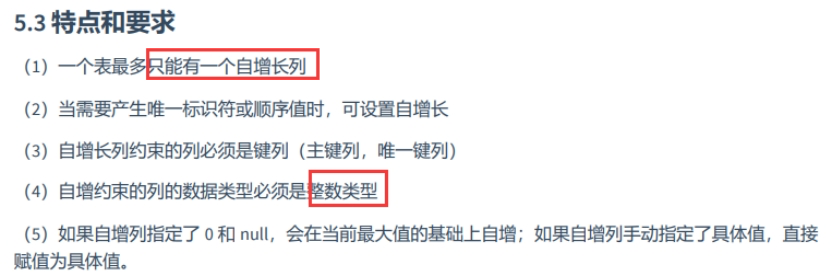 5.3 特点和要求
（1）一个表最多只能有一个自增长列
（2）当需要产生唯一标识符或顺序值时，可设置自增长
（3）自增长列约束的列必须是键列（主键列，唯一键列）
（4）自增约束的列的数据类型必须是整数类型
（5）如果自增列指定了 0 和 null，会在当前最大值的基础上自增；如果自增列手动指定了具体值，直接
赋值为具体值。